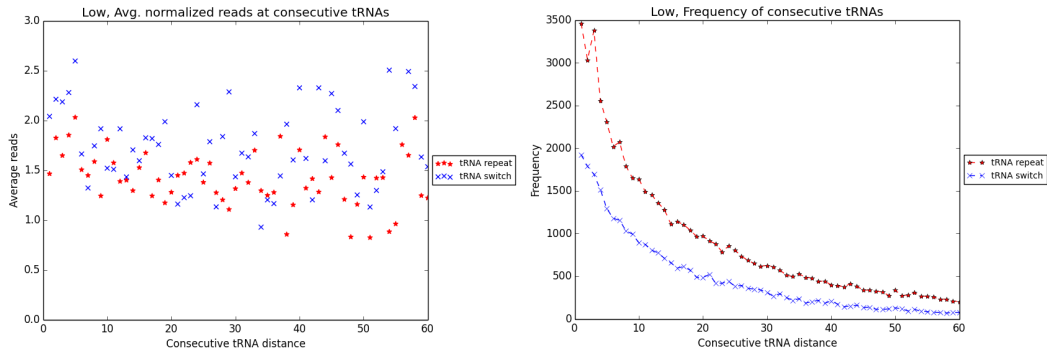 Low, Avg. normalized reads at consecutive tRNAs
3.0
2.5
2.0
1.5
1.0
0.5
0.0
Average reads
0
10
20
30
40
50
60
Consecutive tRNA distance
tRNA repeat
tRNA switch
Low, Frequency of consecutive tRNAs
3500
3000
2500
2000
1500
1000
500
0
Frequency
0
10
20
30
40
50
60
Consecutive tRNA distance
tRNA repeat
tRNA switch